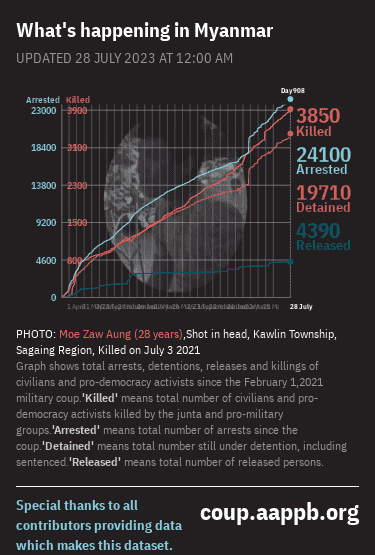 What's happening in Myanmar
UPDATED 28 JULY 2023 AT 12:00 AM
Day908
Arrested Killed
23000 3900
18400 3100
13800 2300
9200 1500
4600 800
0
3850
Killed
24100
Arrested
19710
Detained
4390
Released
28 July
PHOTO: Moe Zaw Aung (28 years),Shot in head, Kawlin Township,
Sagaing Region, Killed on July 3 2021
Graph shows total arrests, detentions, releases and killings of
civilians and pro-democracy activists since the February 1,2021
military coup.'Killed' means total number of civilians and pro-
democracy activists killed by the junta and pro-military
groups.'Arrested' means total number of arrests since the
coup.'Detained' means total number still under detention, including
sentenced.'Released' means total number of released persons.
Special thanks to all
contributors providing data
which makes this dataset.
coup.aappb.org